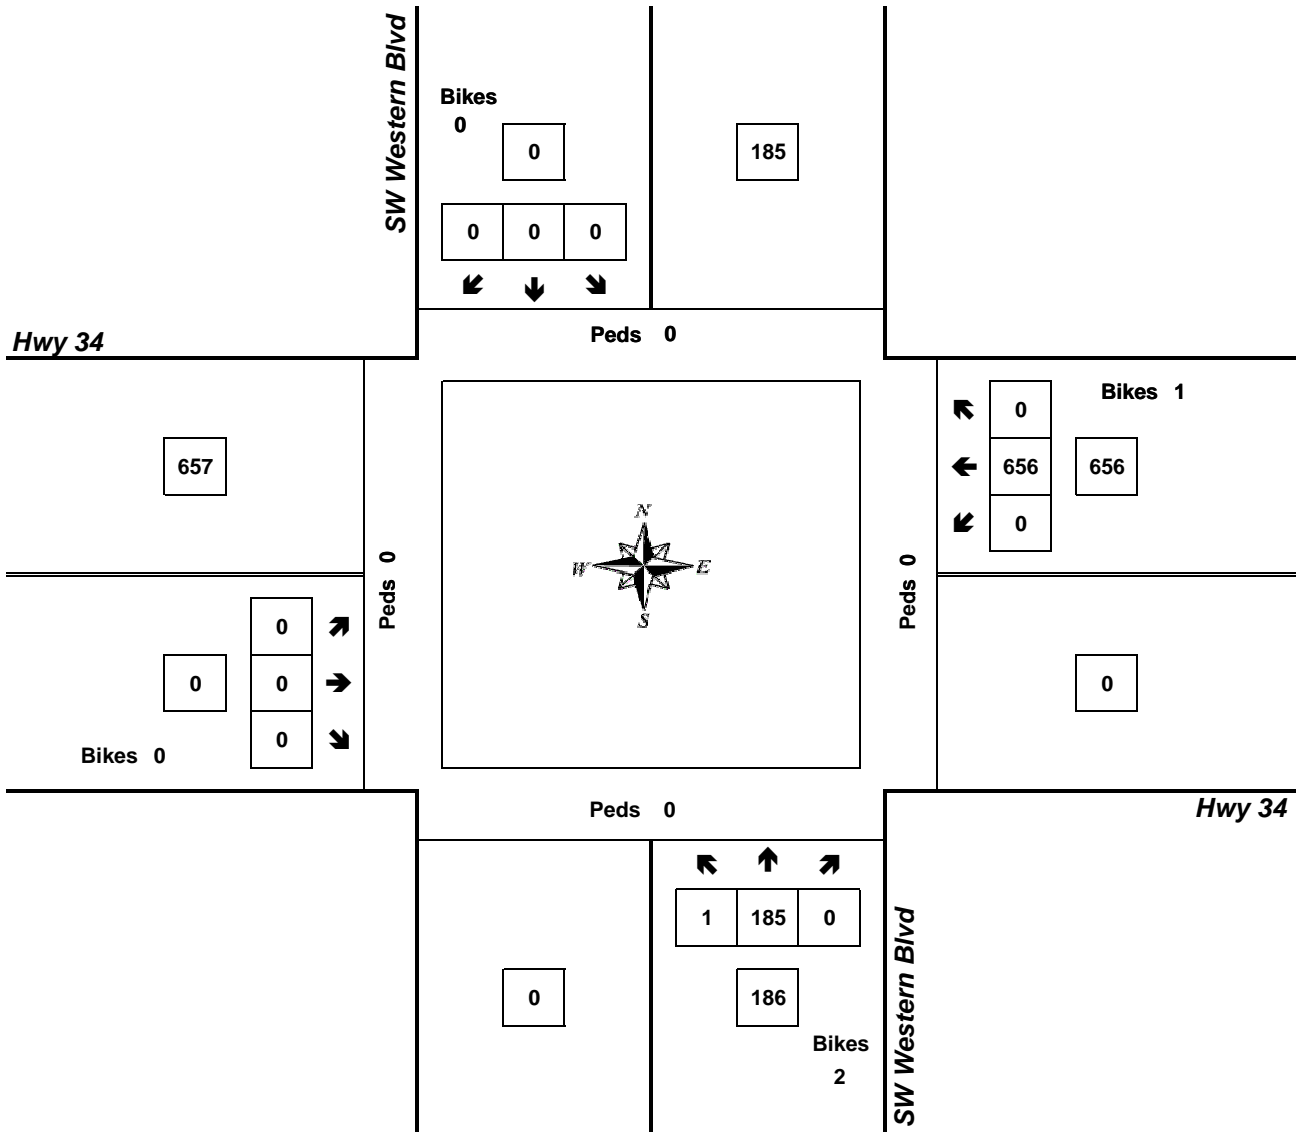 SW Western Blvd
Bikes
0
0
185
0 0 0
Peds 0
Hwy 34
Bikes 1
0
657
656 656
0
N
W E
S
Peds 0
Peds 0
0
0 0
0
0
Bikes 0
Peds 0
Hwy 34
1 185 0
0
186
Bikes
2
SW Western Blvd